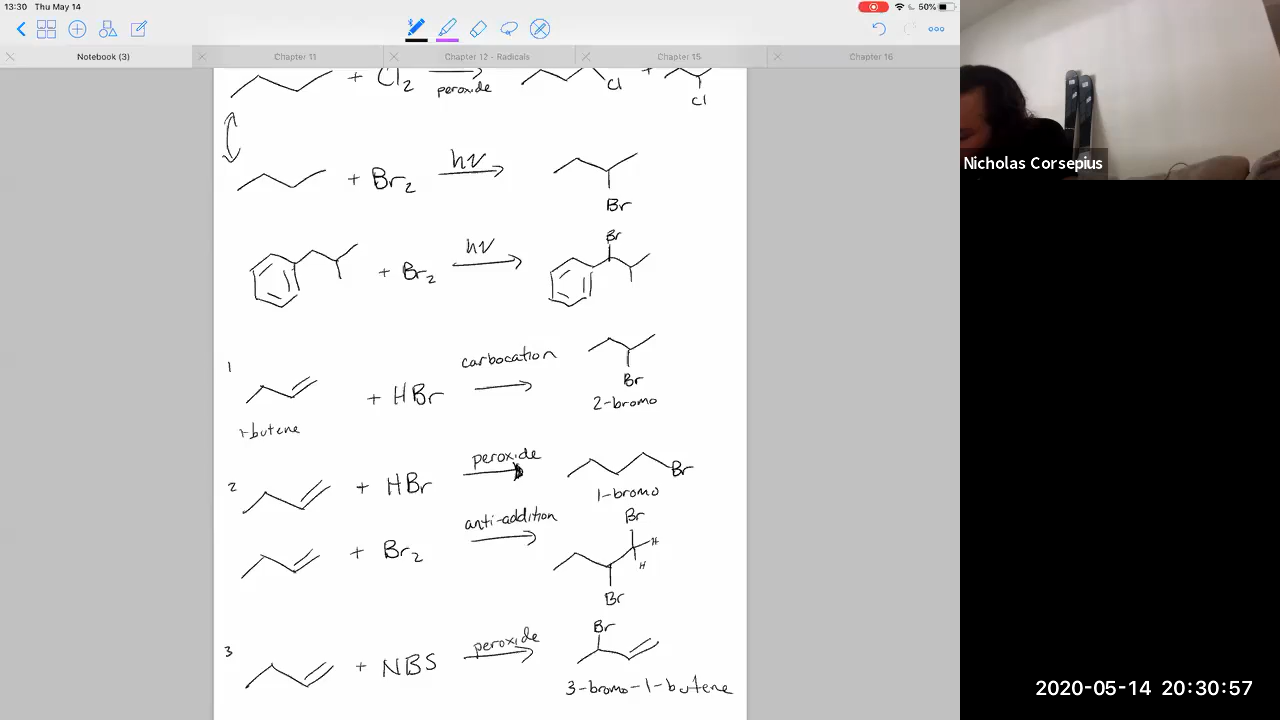 13:30 Thu May 14
50%
Notebook (3)
Chapter 11
Chapter 12 - Radicals
Chapter 15
Chapter 16
+ Cl2 peroxide Cl + Cl
+ Br2 hν Br
+ Br2 hν Br
1 + HBr carbocation Br
1-butene
2-bromo
2 + HBr peroxide Br
1-bromo
+ Br2 anti-addition Br H H Br
3 + NBS peroxide Br
3-bromo-1-butene
Nicholas Corsepius
2020-05-14 20:30:57